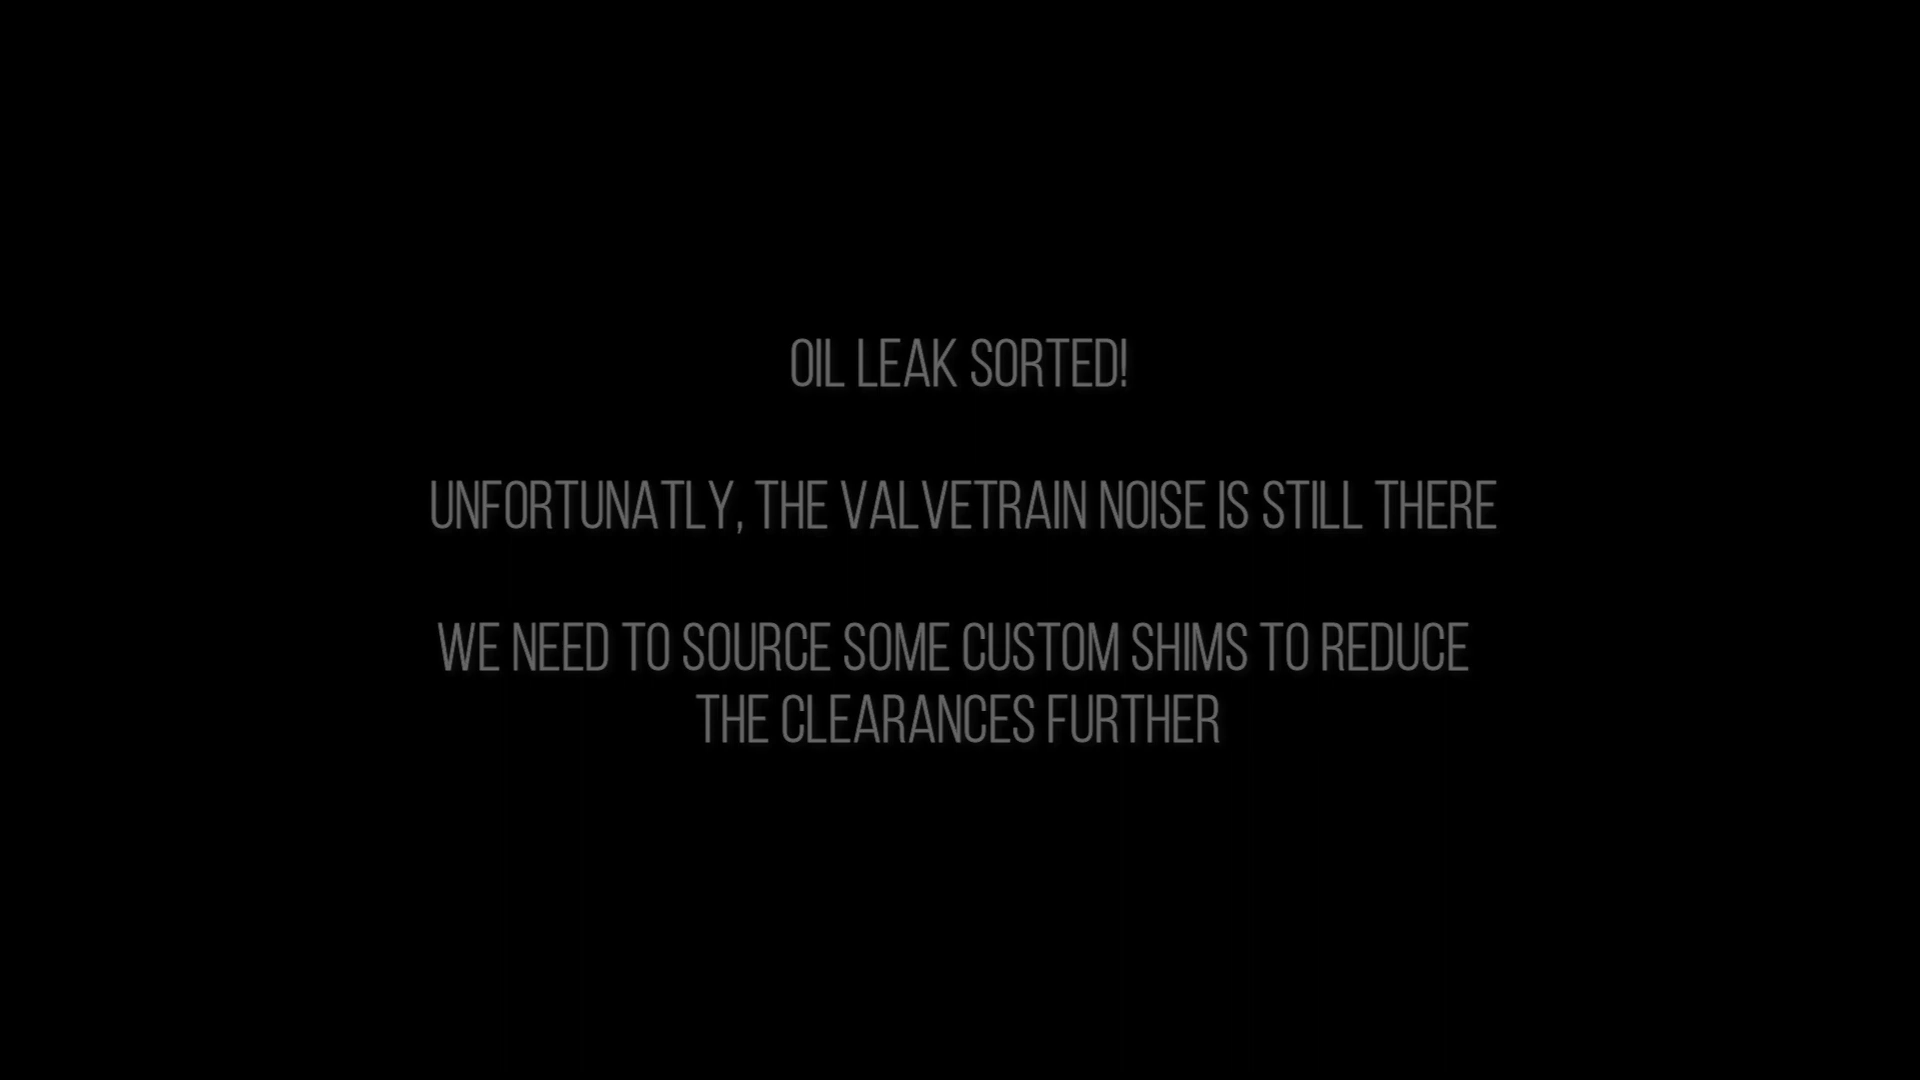 OIL LEAK SORTED!
UNFORTUNATLY, THE VALVETRAIN NOISE IS STILL THERE
WE NEED TO SOURCE SOME CUSTOM SHIMS TO REDUCE
THE CLEARANCES FURTHER